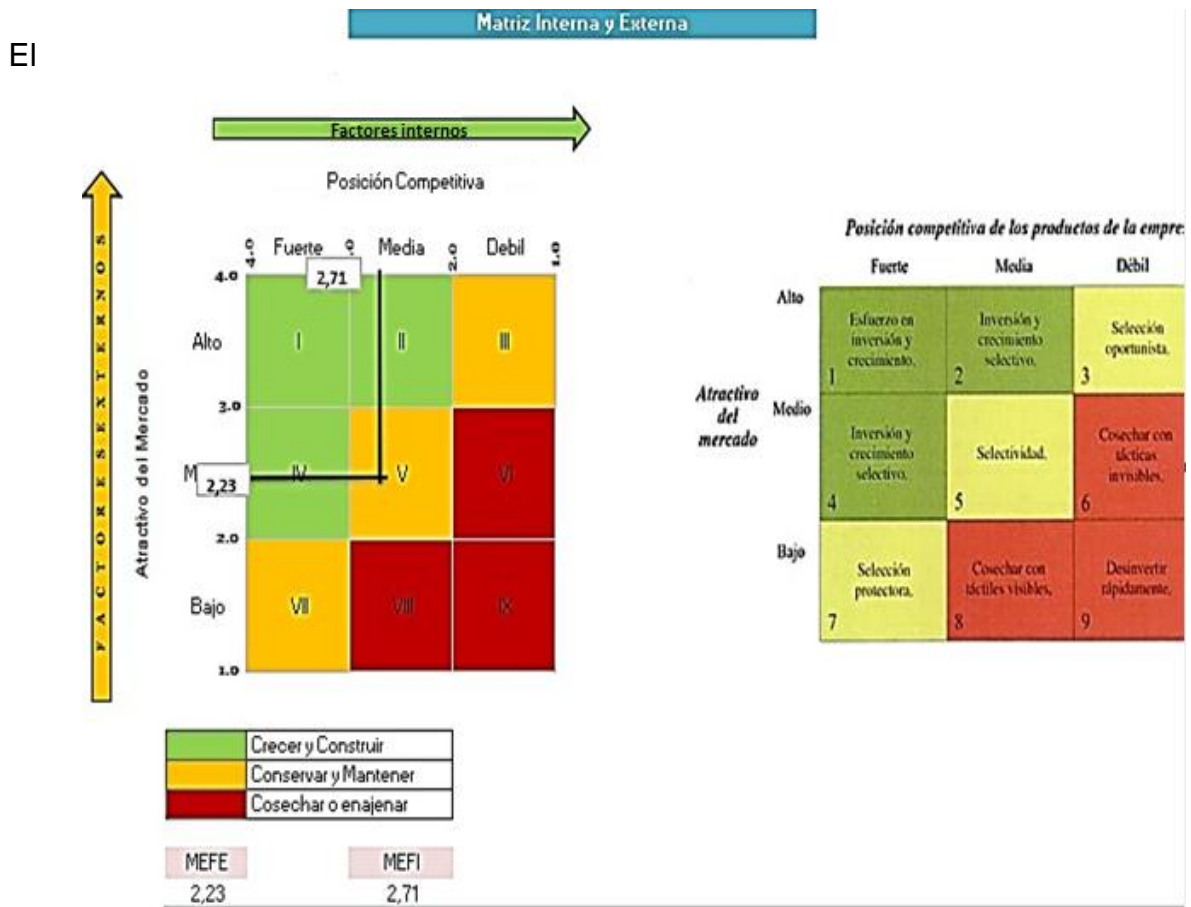 Matriz Interna y Externa
El
Factores internos
Posición Competitiva
FACTORES EXTERNOS
Atractivo del Mercado
4.0
Fuerte
.0
Media
2.0
Debil
1.0
4.0
2,71
Alto
I
II
III
3.0
M
2,23
IV
V
VI
2.0
Bajo
VII
VIII
IX
1.0
Crecer y Construir
Conservar y Mantener
Cosechar o enajenar
MEFE
MEFI
2,23
2,71
Posición competitiva de los productos de la empre
Fuerte
Media
Débil
Atractivo
del
mercado
Alto
Esfuerzo en
inversión y
crecimiento.
1
Inversión y
crecimiento
selectivo.
2
Selección
oportunista.
3
Medio
Inversión y
crecimiento
selectivo.
4
Selectividad.
5
Cosechar con
tácticas
invisibles.
6
Bajo
Selección
protectora.
7
Cosechar con
táctiles visibles.
8
Desinvertir
rápidamente.
9